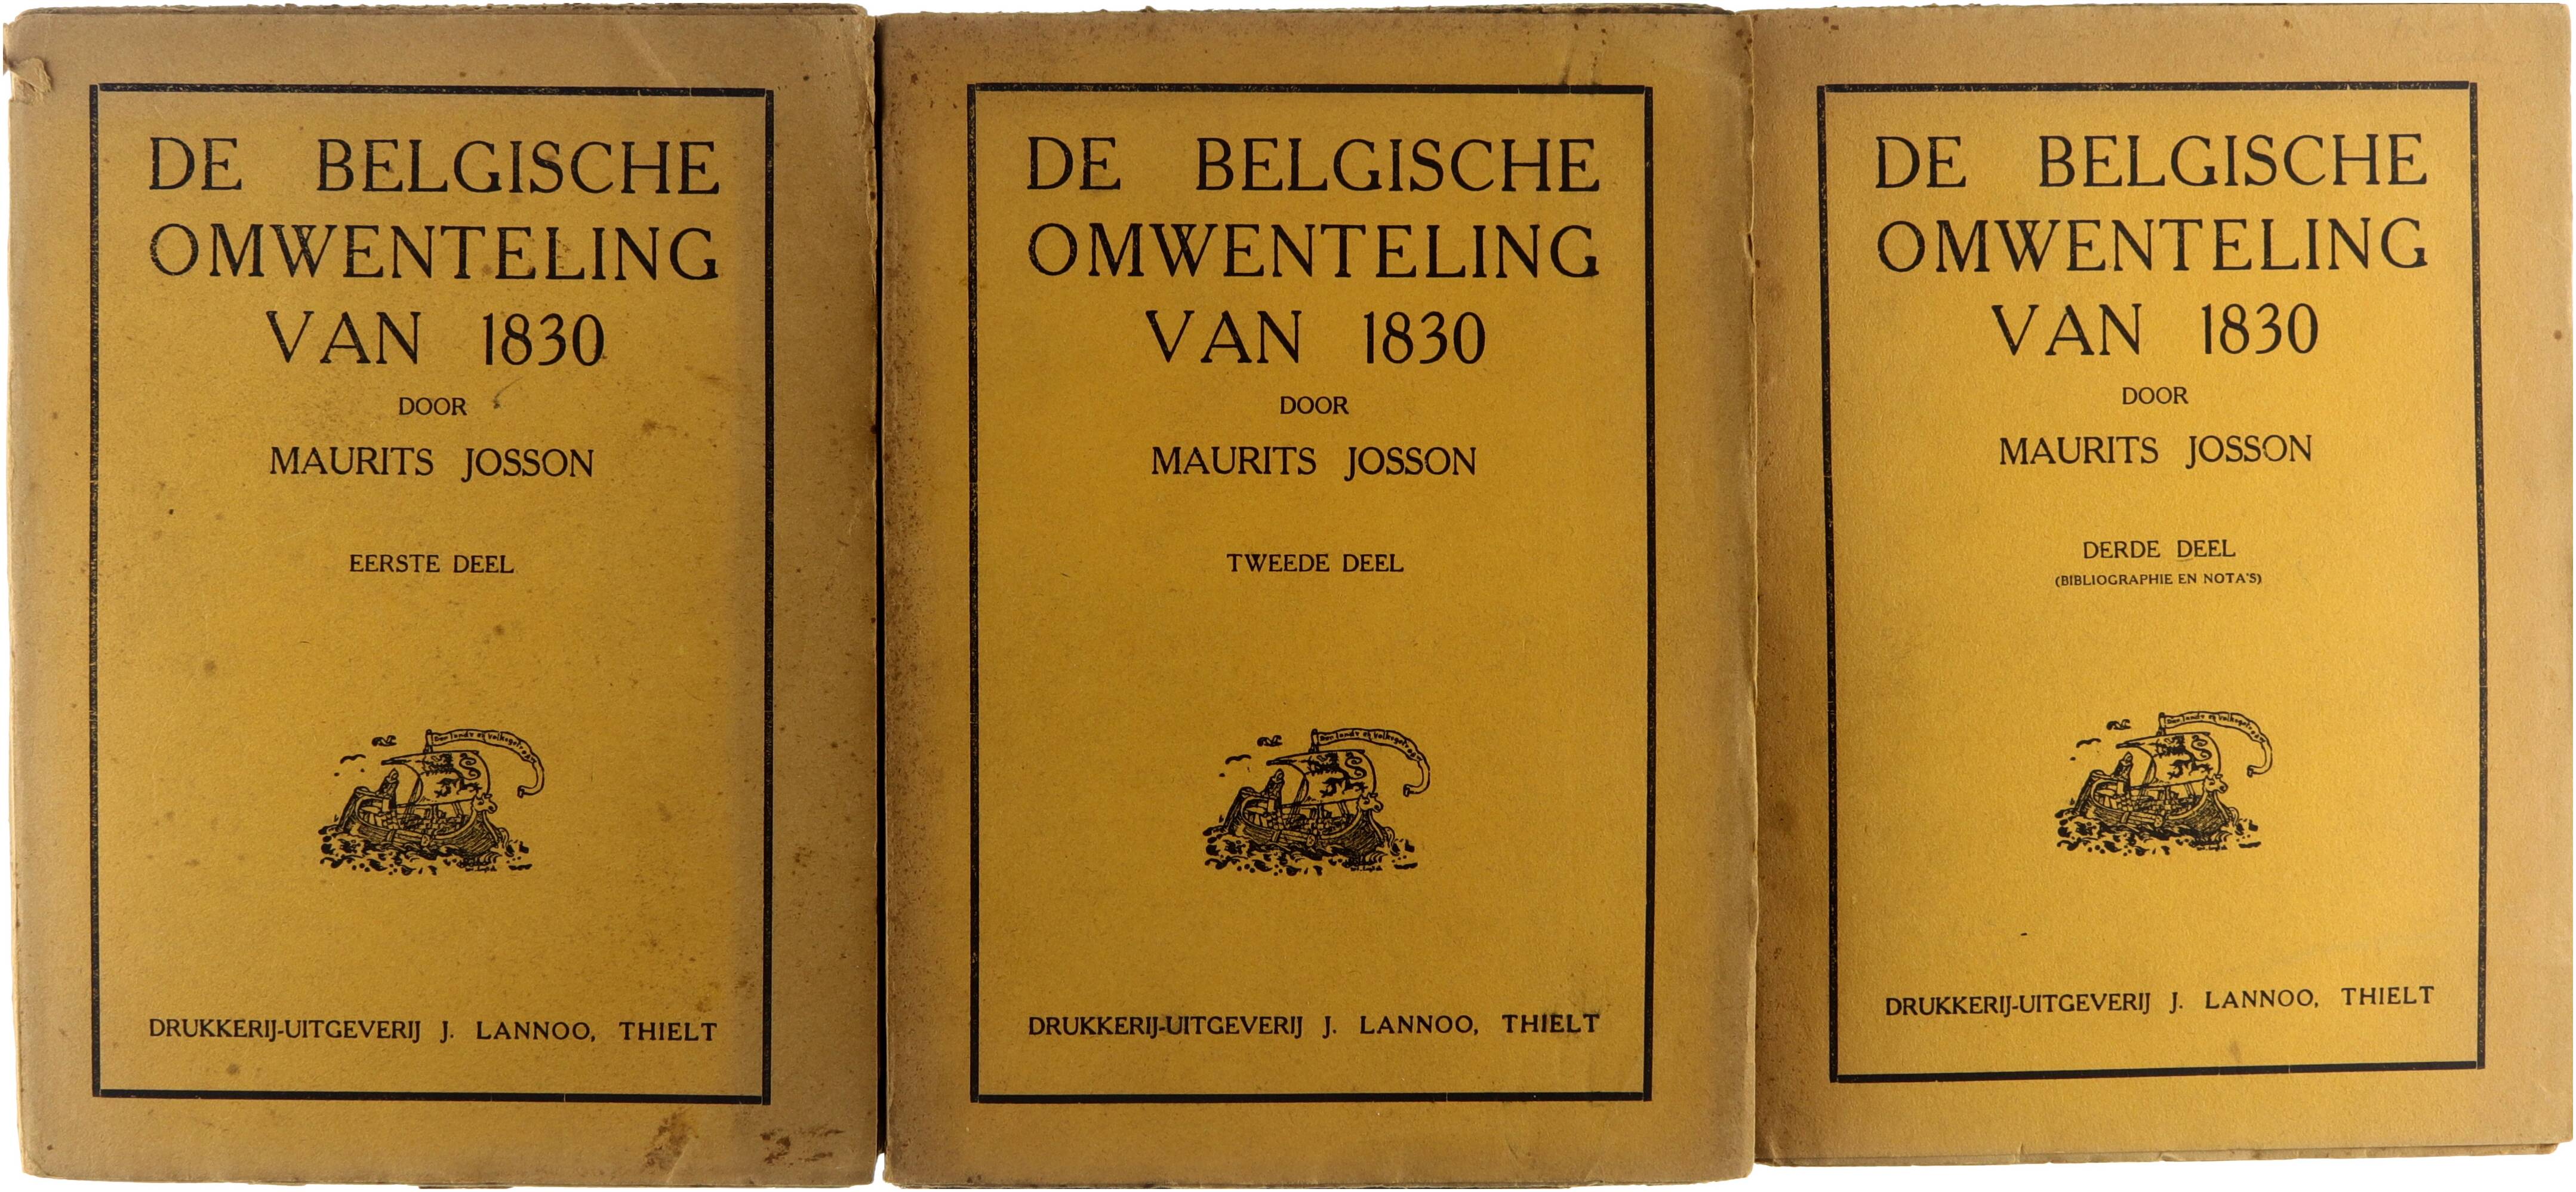 DE BELGISCHE
OMWENTELING
VAN 1830
DOOR
MAURITS JOSSON
EERSTE DEEL
DRUKKERIJ-UITGEVERIJ J. LANNOO, THIELT
DE BELGISCHE
OMWENTELING
VAN 1830
DOOR
MAURITS JOSSON
TWEEDE DEEL
DRUKKERIJ-UITGEVERIJ J. LANNOO, THIELT
DE BELGISCHE
OMWENTELING
VAN 1830
DOOR
MAURITS JOSSON
DERDE DEEL
(BIBLIOGRAPHIE EN NOTA'S)
DRUKKERIJ-UITGEVERIJ J. LANNOO, THIELT